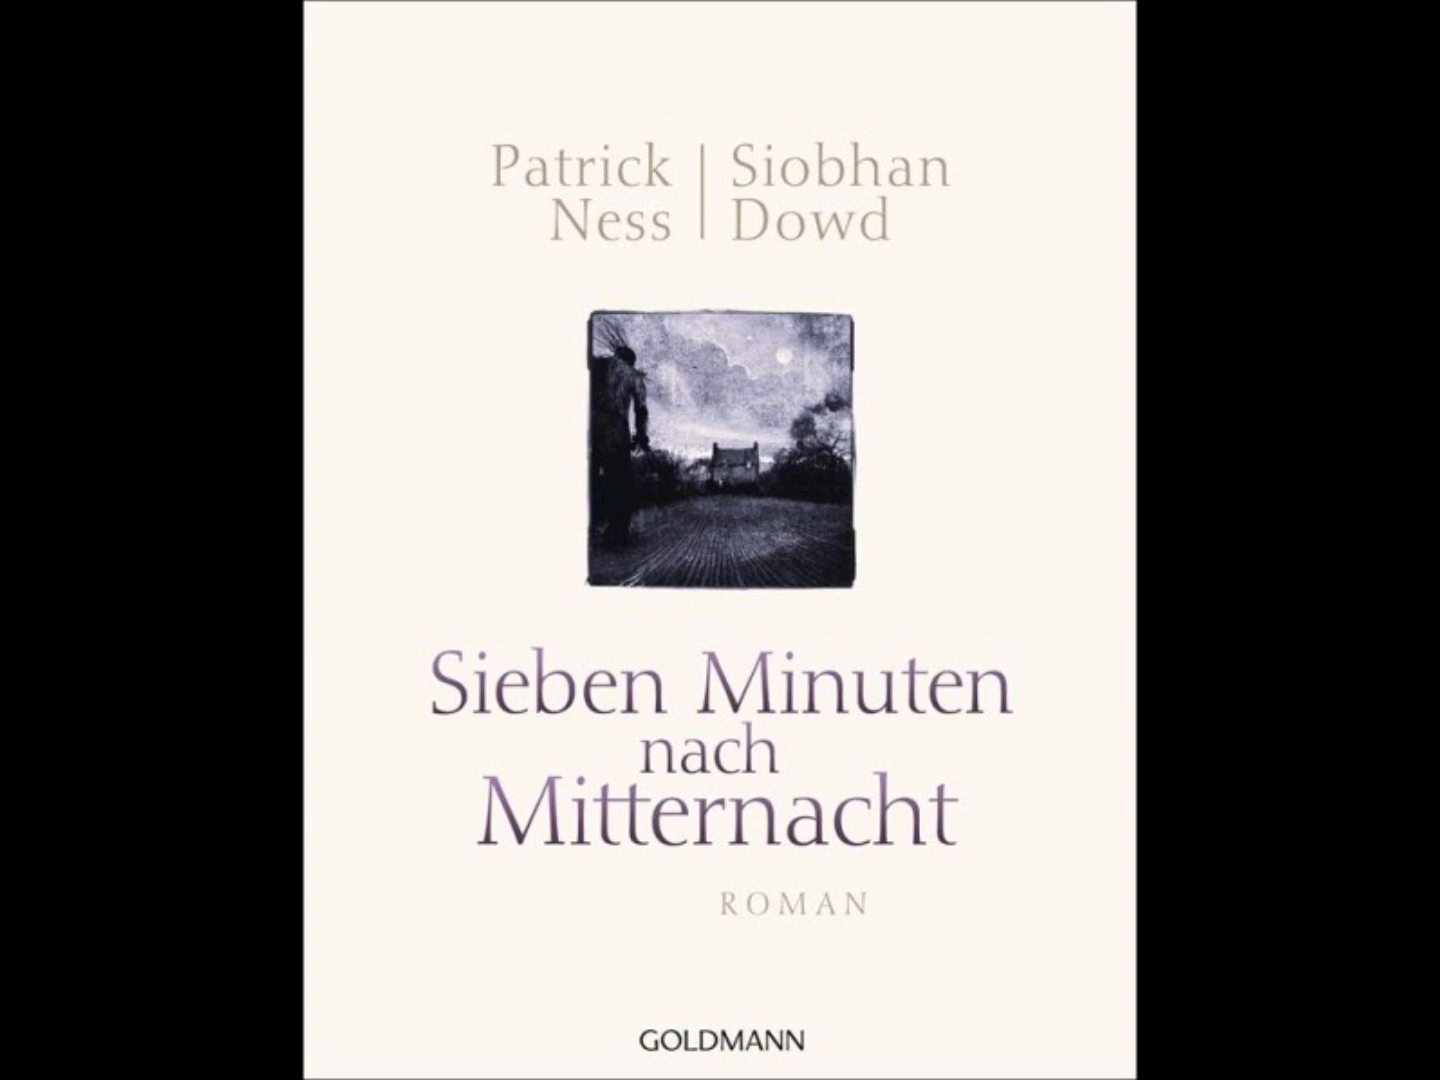 Patrick | Siobhan
Ness | Dowd
Sieben Minuten
nach
Mitternacht
ROMAN
GOLDMANN